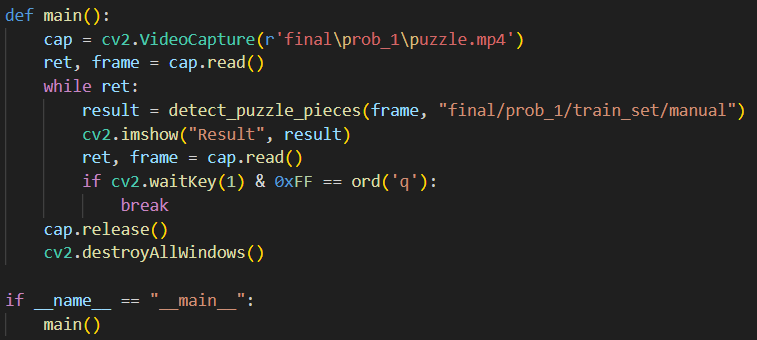 def main():
    cap = cv2.VideoCapture(r'final\prob_1\puzzle.mp4')
    ret, frame = cap.read()
    while ret:
        result = detect_puzzle_pieces(frame, "final/prob_1/train_set/manual")
        cv2.imshow("Result", result)
        ret, frame = cap.read()
        if cv2.waitKey(1) & 0xFF == ord('q'):
            break
    cap.release()
    cv2.destroyAllWindows()

if __name__ == "__main__":
    main()